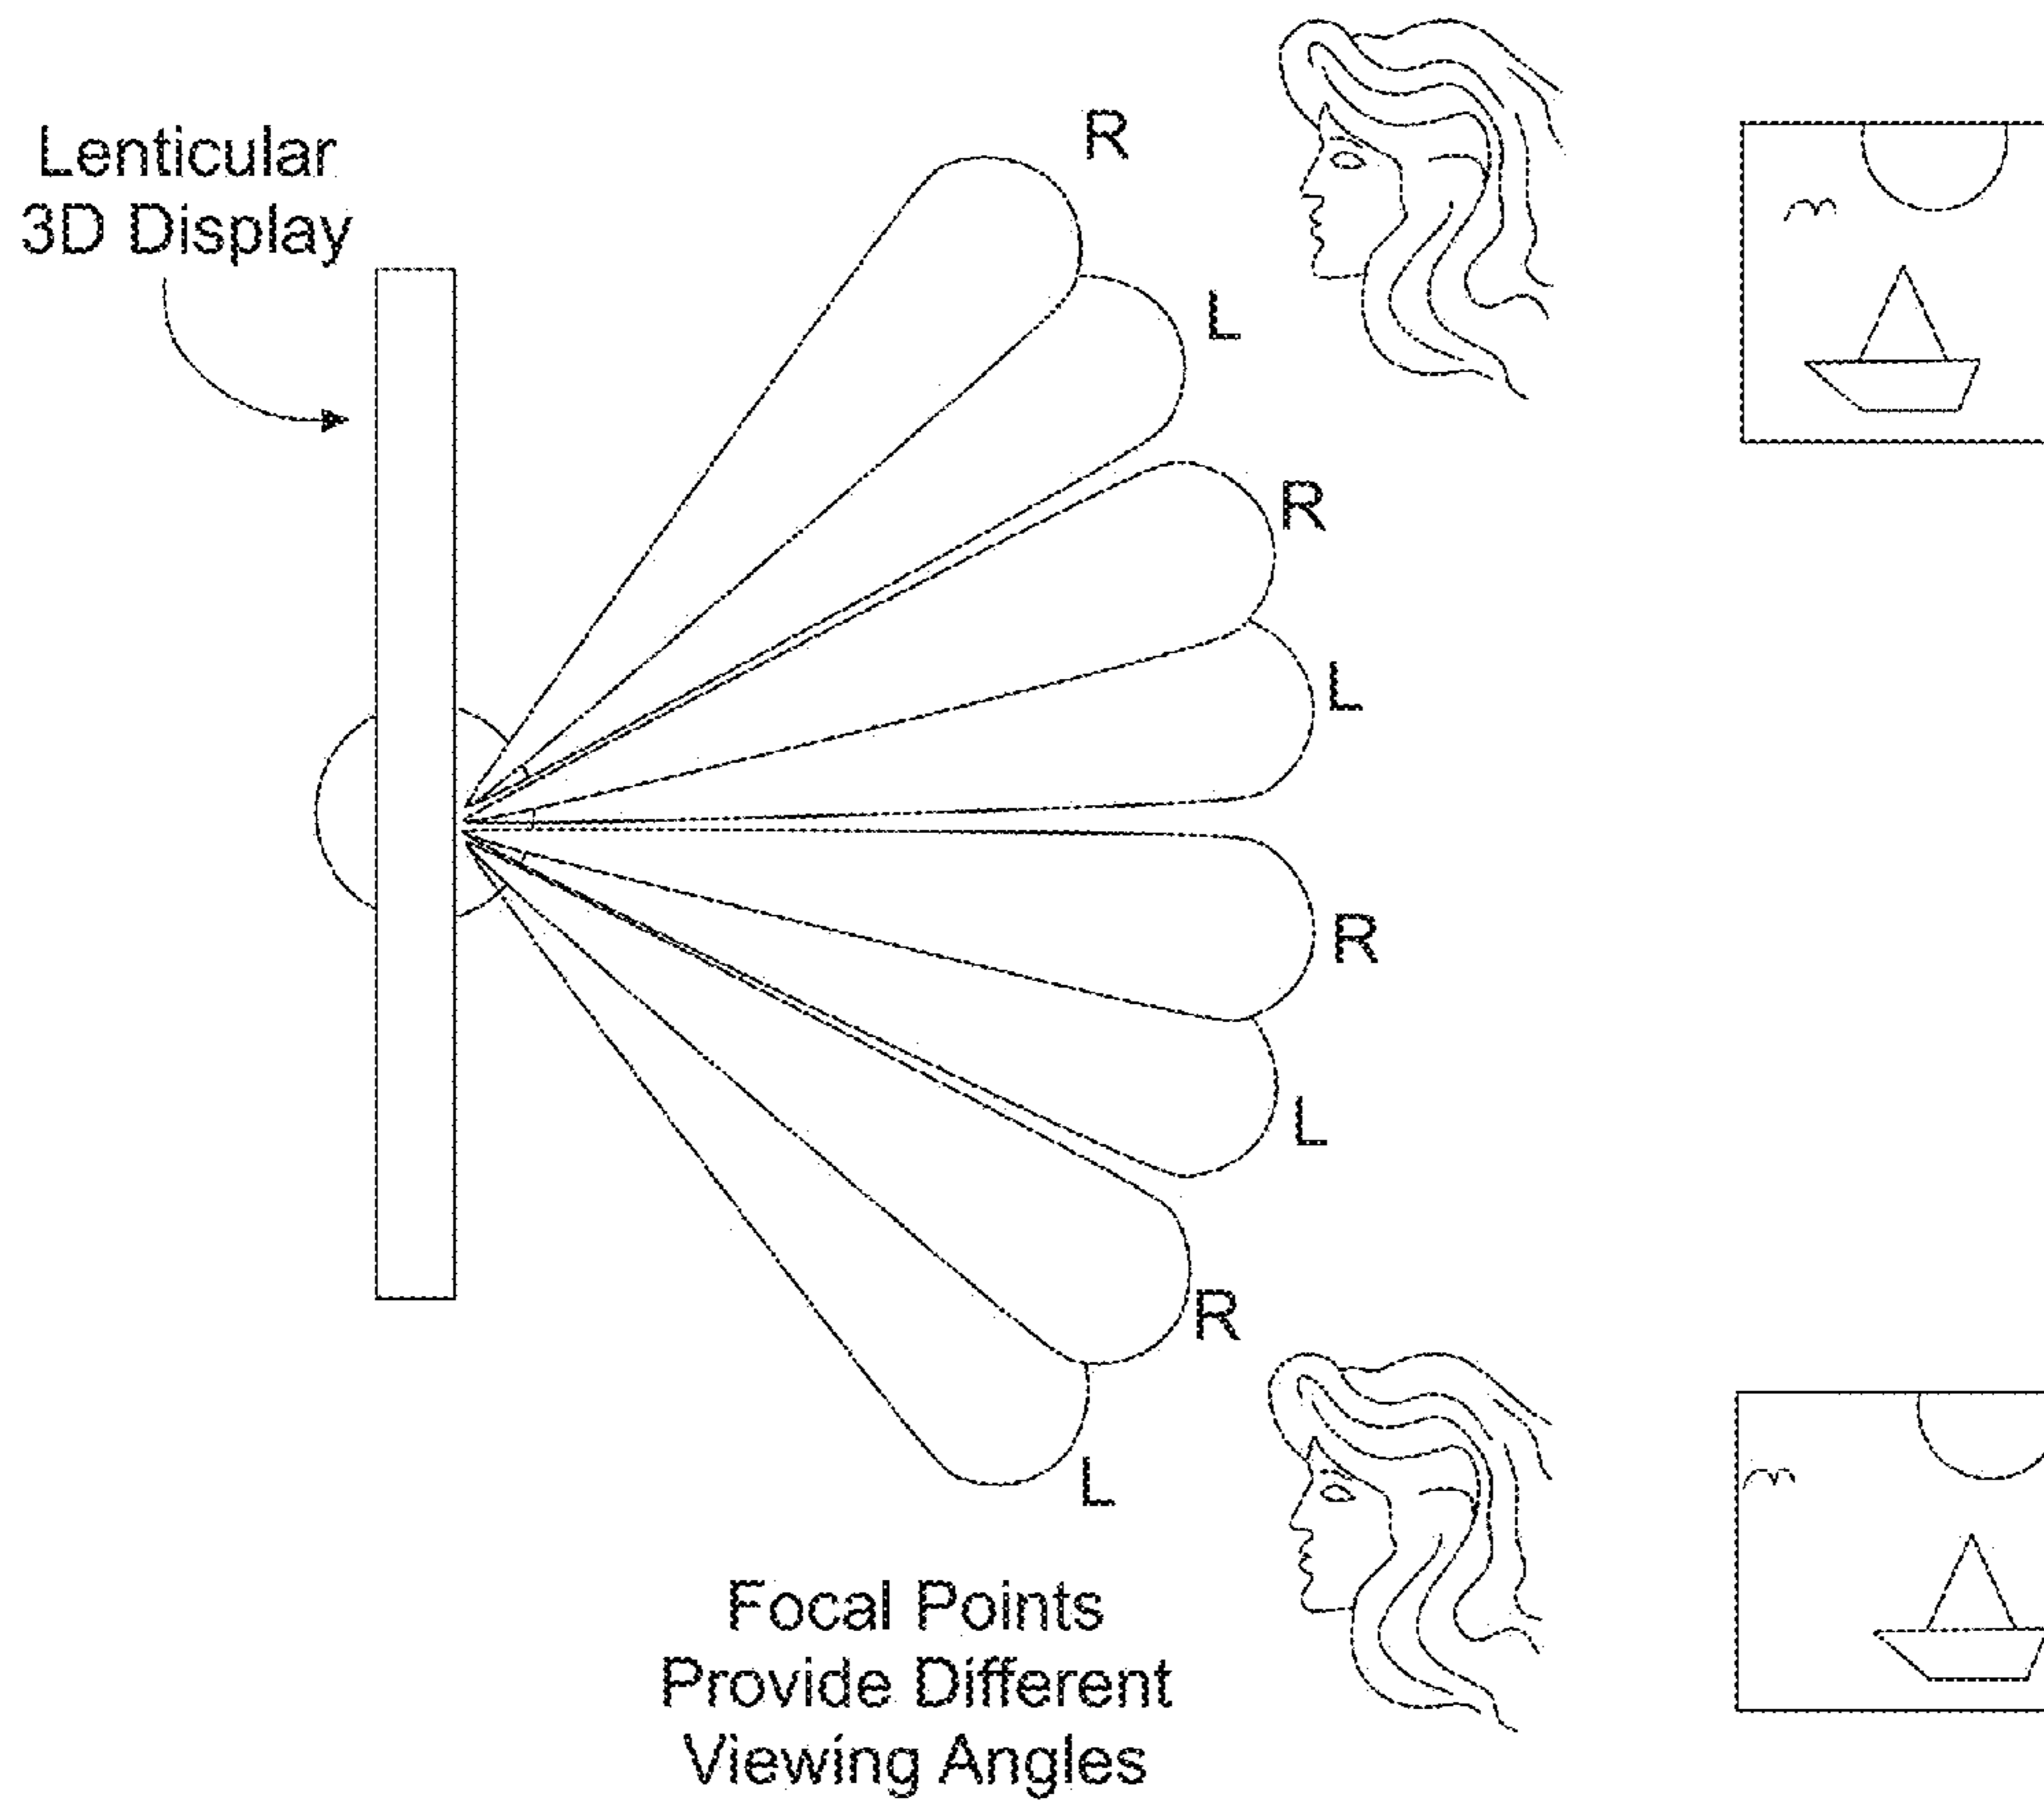 Lenticular
3D Display
R
L
R
L
R
L
R
L
Focal Points
Provide Different
Viewing Angles